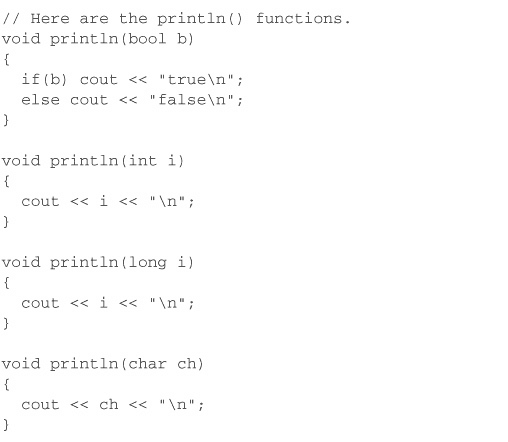 // Here are the println() functions.
void println(bool b)
{
  if(b) cout << "true\n";
  else cout << "false\n";
}

void println(int i)
{
  cout << i << "\n";
}

void println(long i)
{
  cout << i << "\n";
}

void println(char ch)
{
  cout << ch << "\n";
}